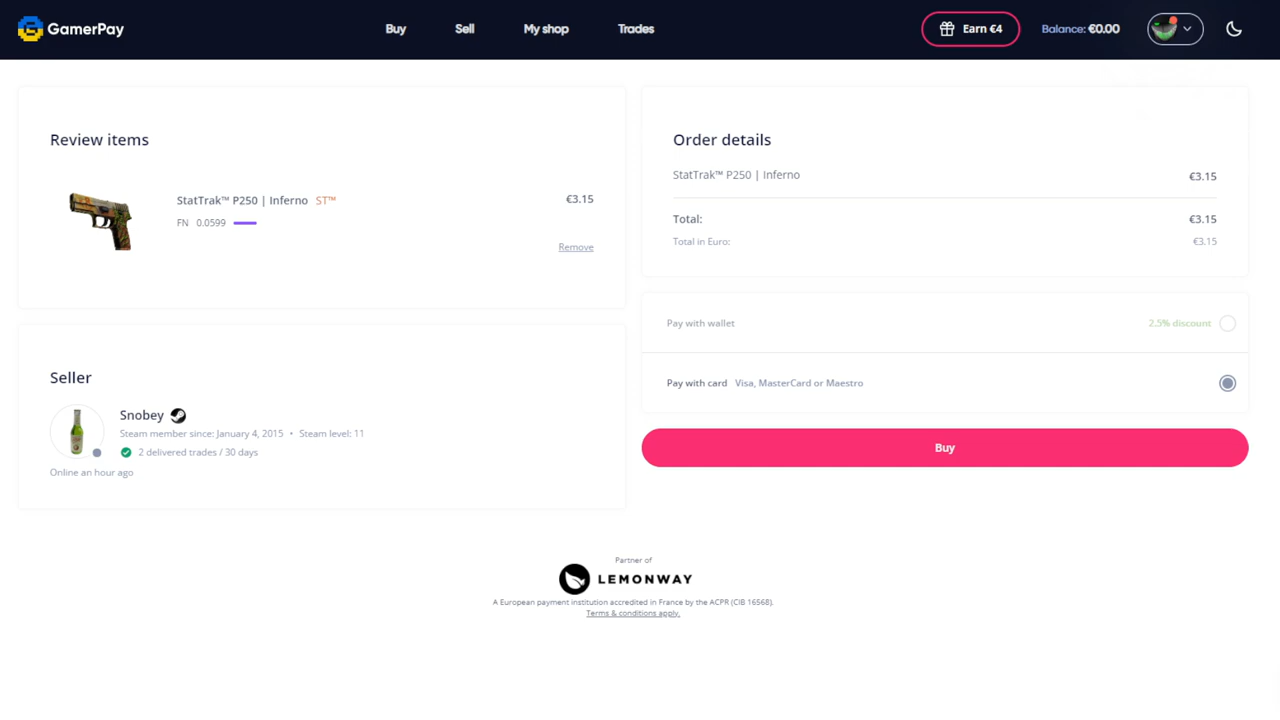 GamerPay
Buy
Sell
My shop
Trades
Earn €4
Balance: €0.00
Review items
StatTrak™ P250 | Inferno ST™
€3.15
FN 0.0599
Remove
Seller
Snobey
Steam member since: January 4, 2015 • Steam level: 11
2 delivered trades / 30 days
Online an hour ago
Order details
StatTrak™ P250 | Inferno
€3.15
Total:
€3.15
Total in Euro:
€3.15
Pay with wallet
2.5% discount
Pay with card Visa, MasterCard or Maestro
Buy
Partner of
LEMONWAY
A European payment institution accredited in France by the ACPR (CIB 16568).
Terms & conditions apply.